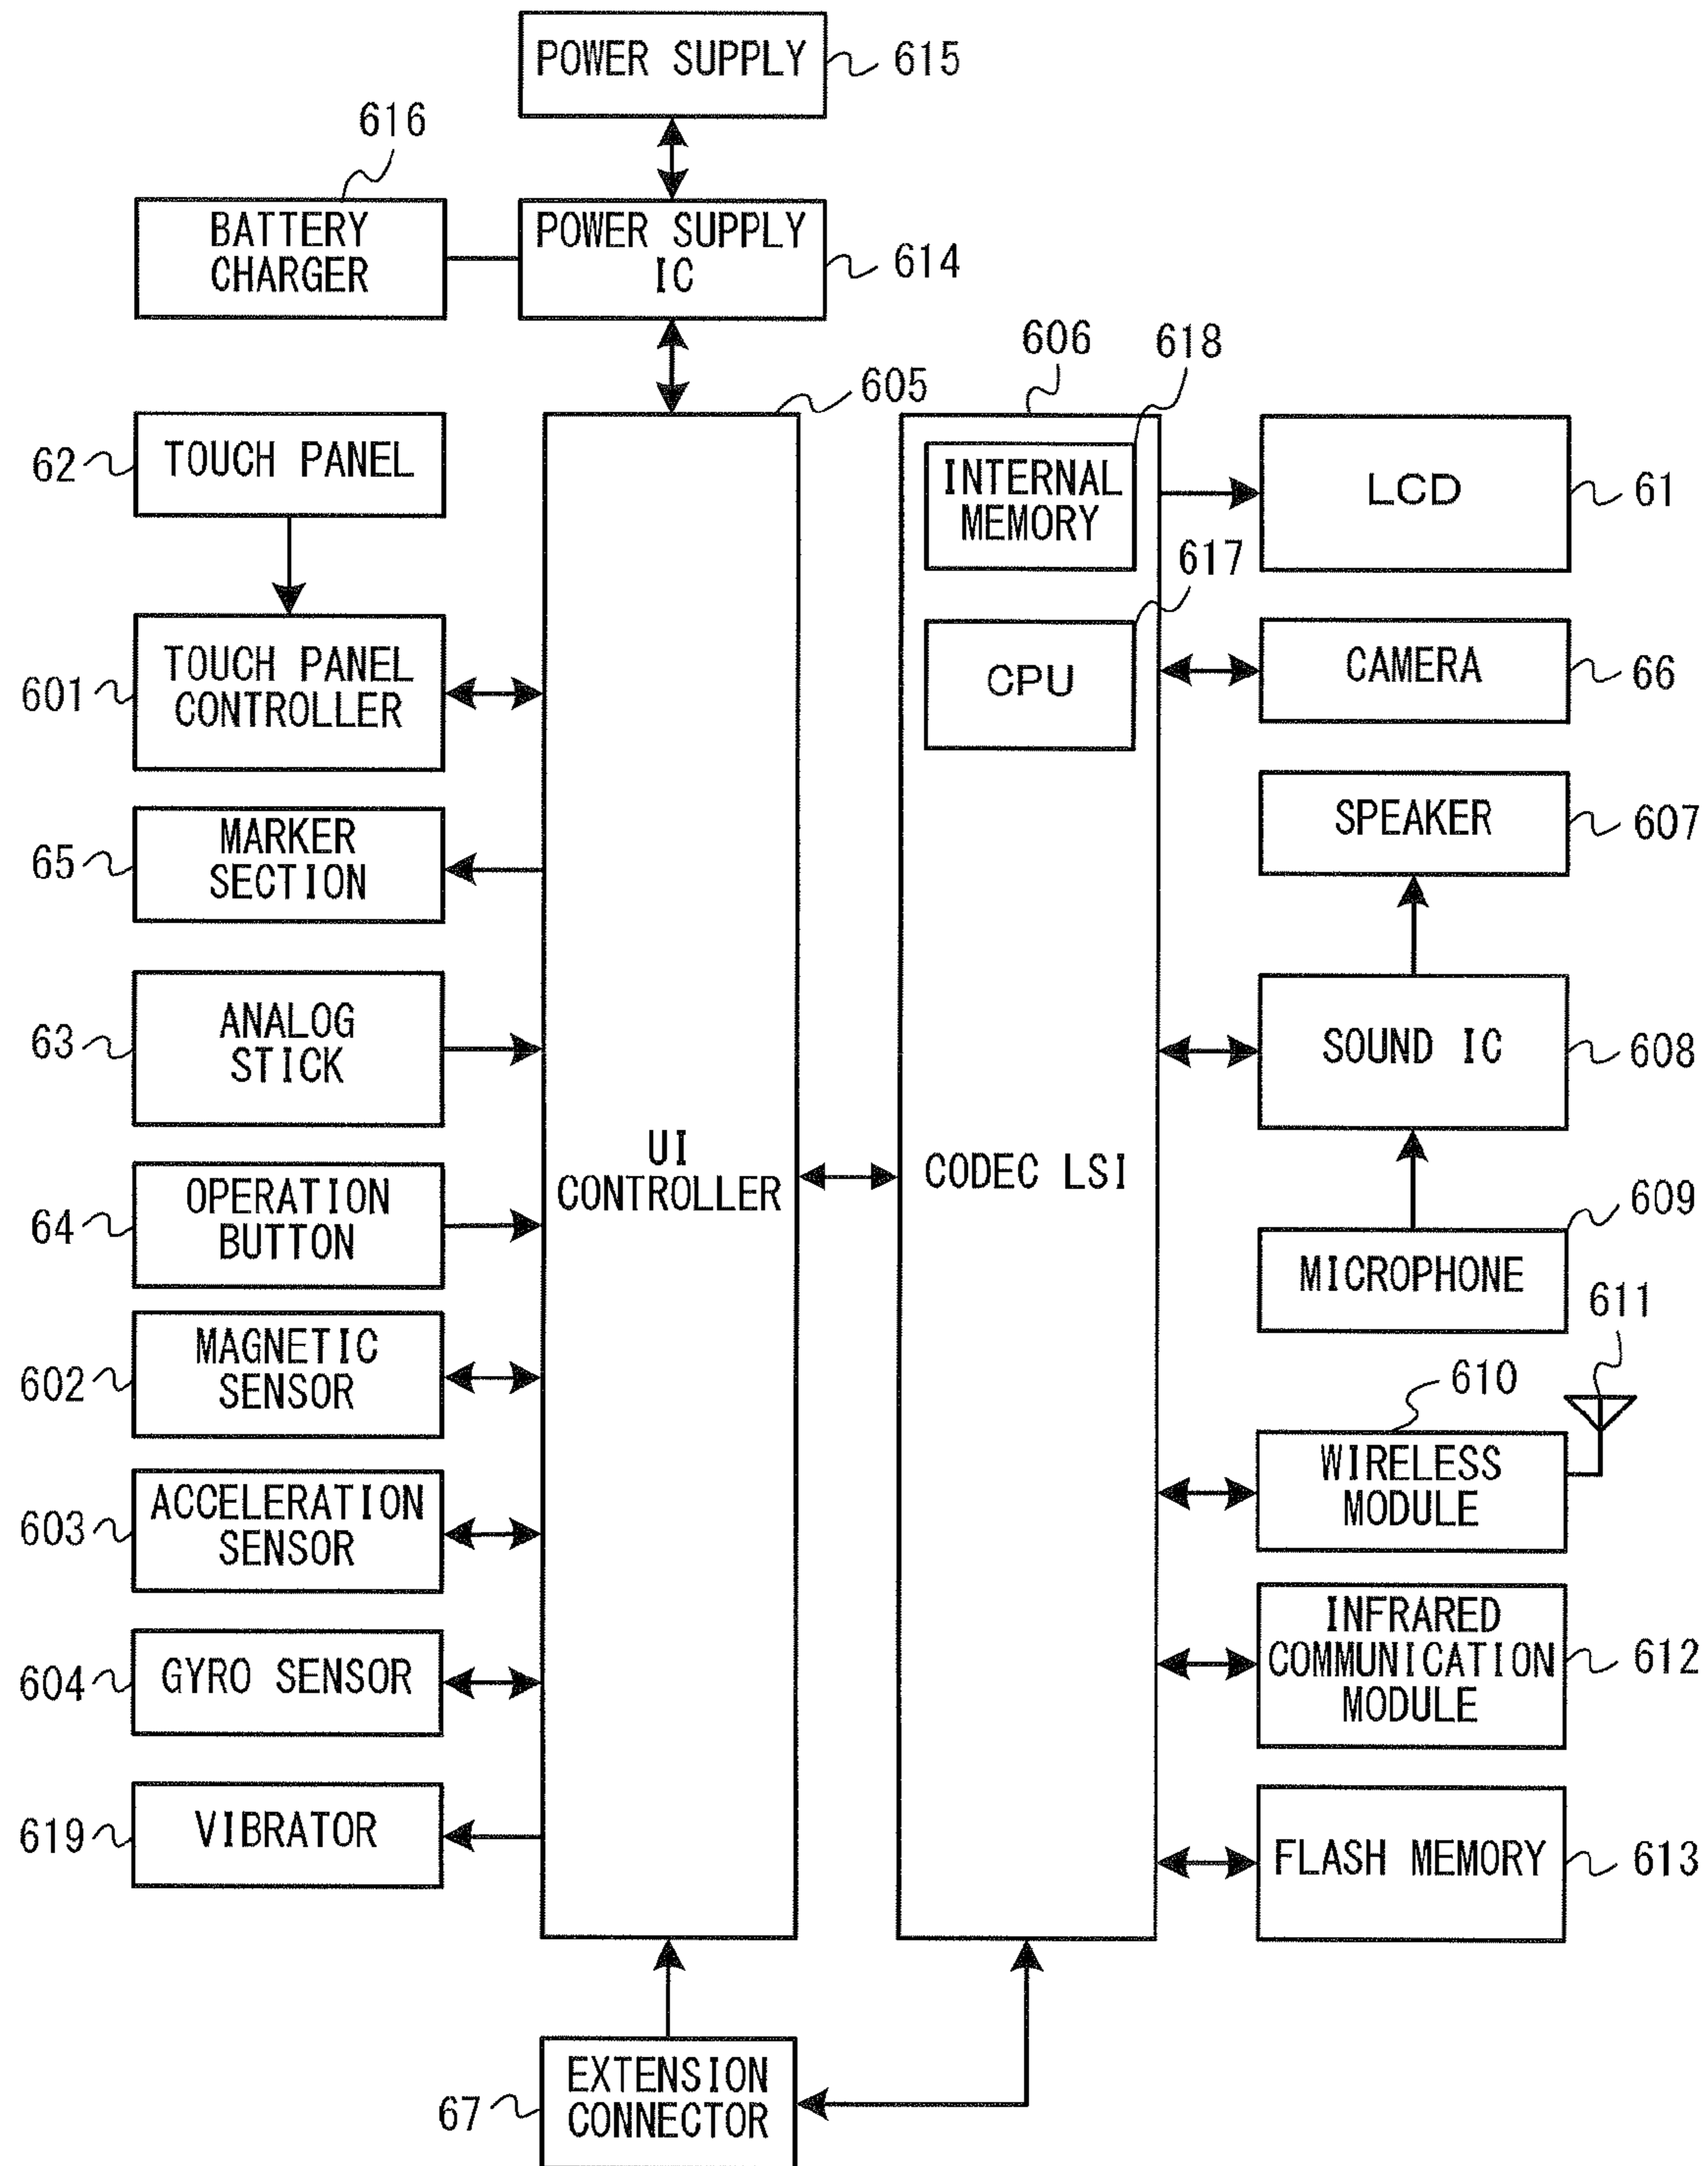 POWER SUPPLY
615
616
BATTERY
CHARGER
POWER SUPPLY
IC
614
605
606
618
62
TOUCH PANEL
INTERNAL
MEMORY
LCD
61
617
601
TOUCH PANEL
CONTROLLER
CPU
CAMERA
66
65
MARKER
SECTION
SPEAKER
607
63
ANALOG
STICK
SOUND IC
608
UI
CONTROLLER
CODEC LSI
64
OPERATION
BUTTON
609
MICROPHONE
611
602
MAGNETIC
SENSOR
610
WIRELESS
MODULE
603
ACCELERATION
SENSOR
604
GYRO SENSOR
INFRARED
COMMUNICATION
MODULE
612
619
VIBRATOR
FLASH MEMORY
613
67
EXTENSION
CONNECTOR